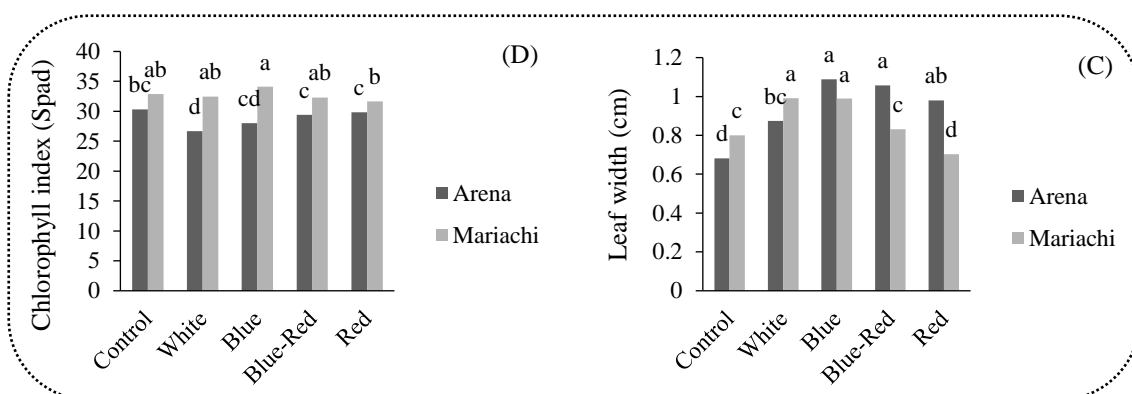 (D)
Chlorophyll index (Spad)
40
35
30
25
20
15
10
5
0
bc ab
d ab
cd a
c ab
c b
Control
White
Blue
Blue-Red
Red
Arena
Mariachi
(C)
Leaf width (cm)
1.2
1
0.8
0.6
0.4
0.2
0
d c
bc a
a a
a c
ab d
Control
White
Blue
Blue-Red
Red
Arena
Mariachi